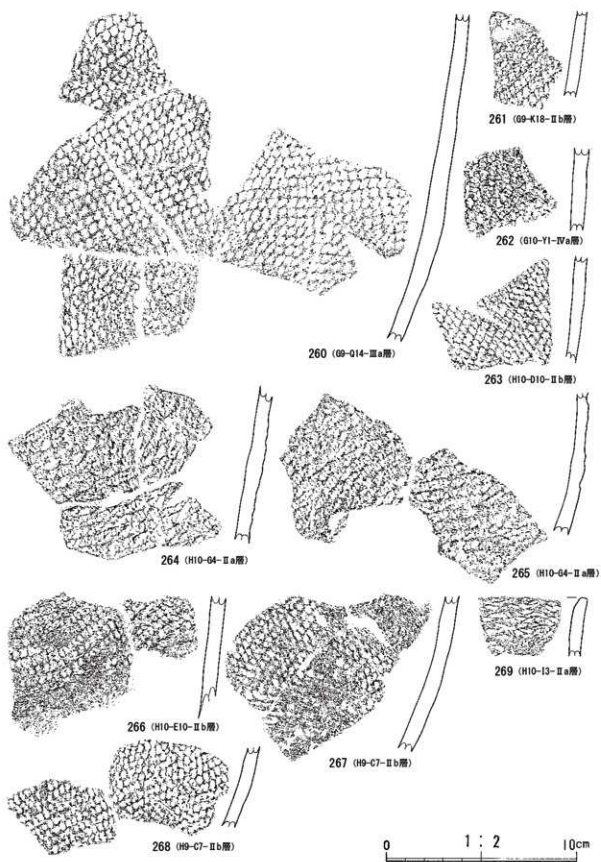 261 (G9-K18-Ⅱb層)
262 (G10-Y1-Ⅳa層)
260 (G9-Q14-Ⅲa層)
263 (H10-D10-Ⅱb層)
264 (H10-G4-Ⅱa層)
265 (H10-G4-Ⅱa層)
266 (H10-E10-Ⅱb層)
267 (H9-C7-Ⅱb層)
269 (H10-I3-Ⅱa層)
268 (H9-C7-Ⅱb層)
0 1:2 10cm